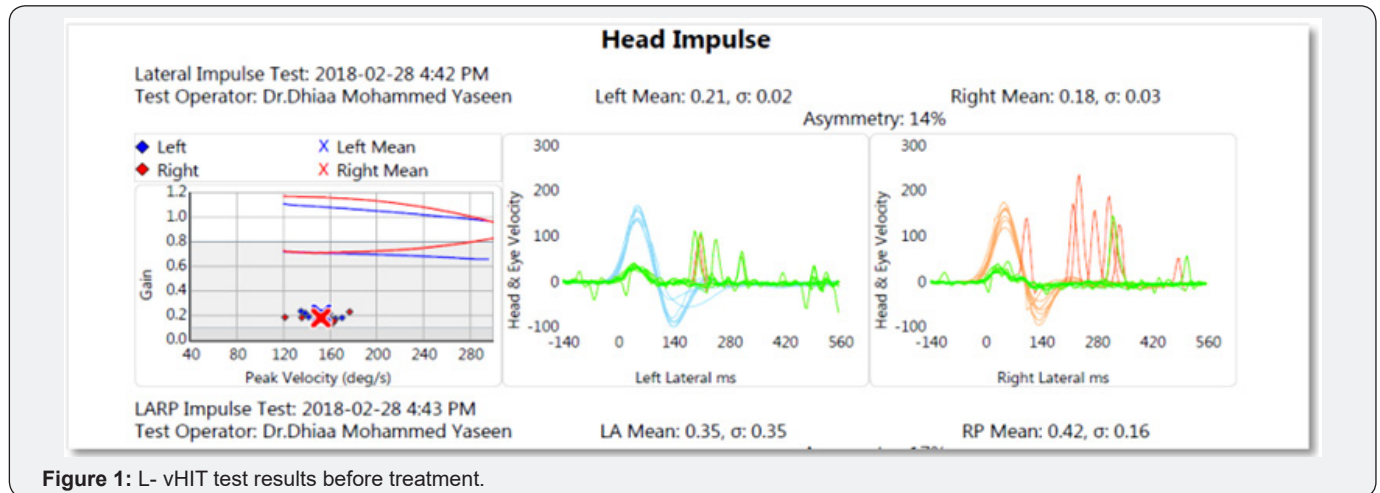 Head Impulse
Lateral Impulse Test: 2018-02-28 4:42 PM
Test Operator: Dr.Dhiaa Mohammed Yaseen
Left Mean: 0.21, σ: 0.02
Right Mean: 0.18, σ: 0.03
Asymmetry: 14%
Left
X Left Mean
Right
X Right Mean
1.2
1.0
0.8
0.6
0.4
0.2
0.0
Gain
40 80 120 160 200 240 280
Peak Velocity (deg/s)
300
200
100
0
-100
Head & Eye Velocity
-140 0 140 280 420 560
Left Lateral ms
300
200
100
0
-100
Head & Eye Velocity
-140 0 140 280 420 560
Right Lateral ms
LARP Impulse Test: 2018-02-28 4:43 PM
Test Operator: Dr.Dhiaa Mohammed Yaseen
LA Mean: 0.35, σ: 0.35
RP Mean: 0.42, σ: 0.16
Figure 1: L- vHIT test results before treatment.